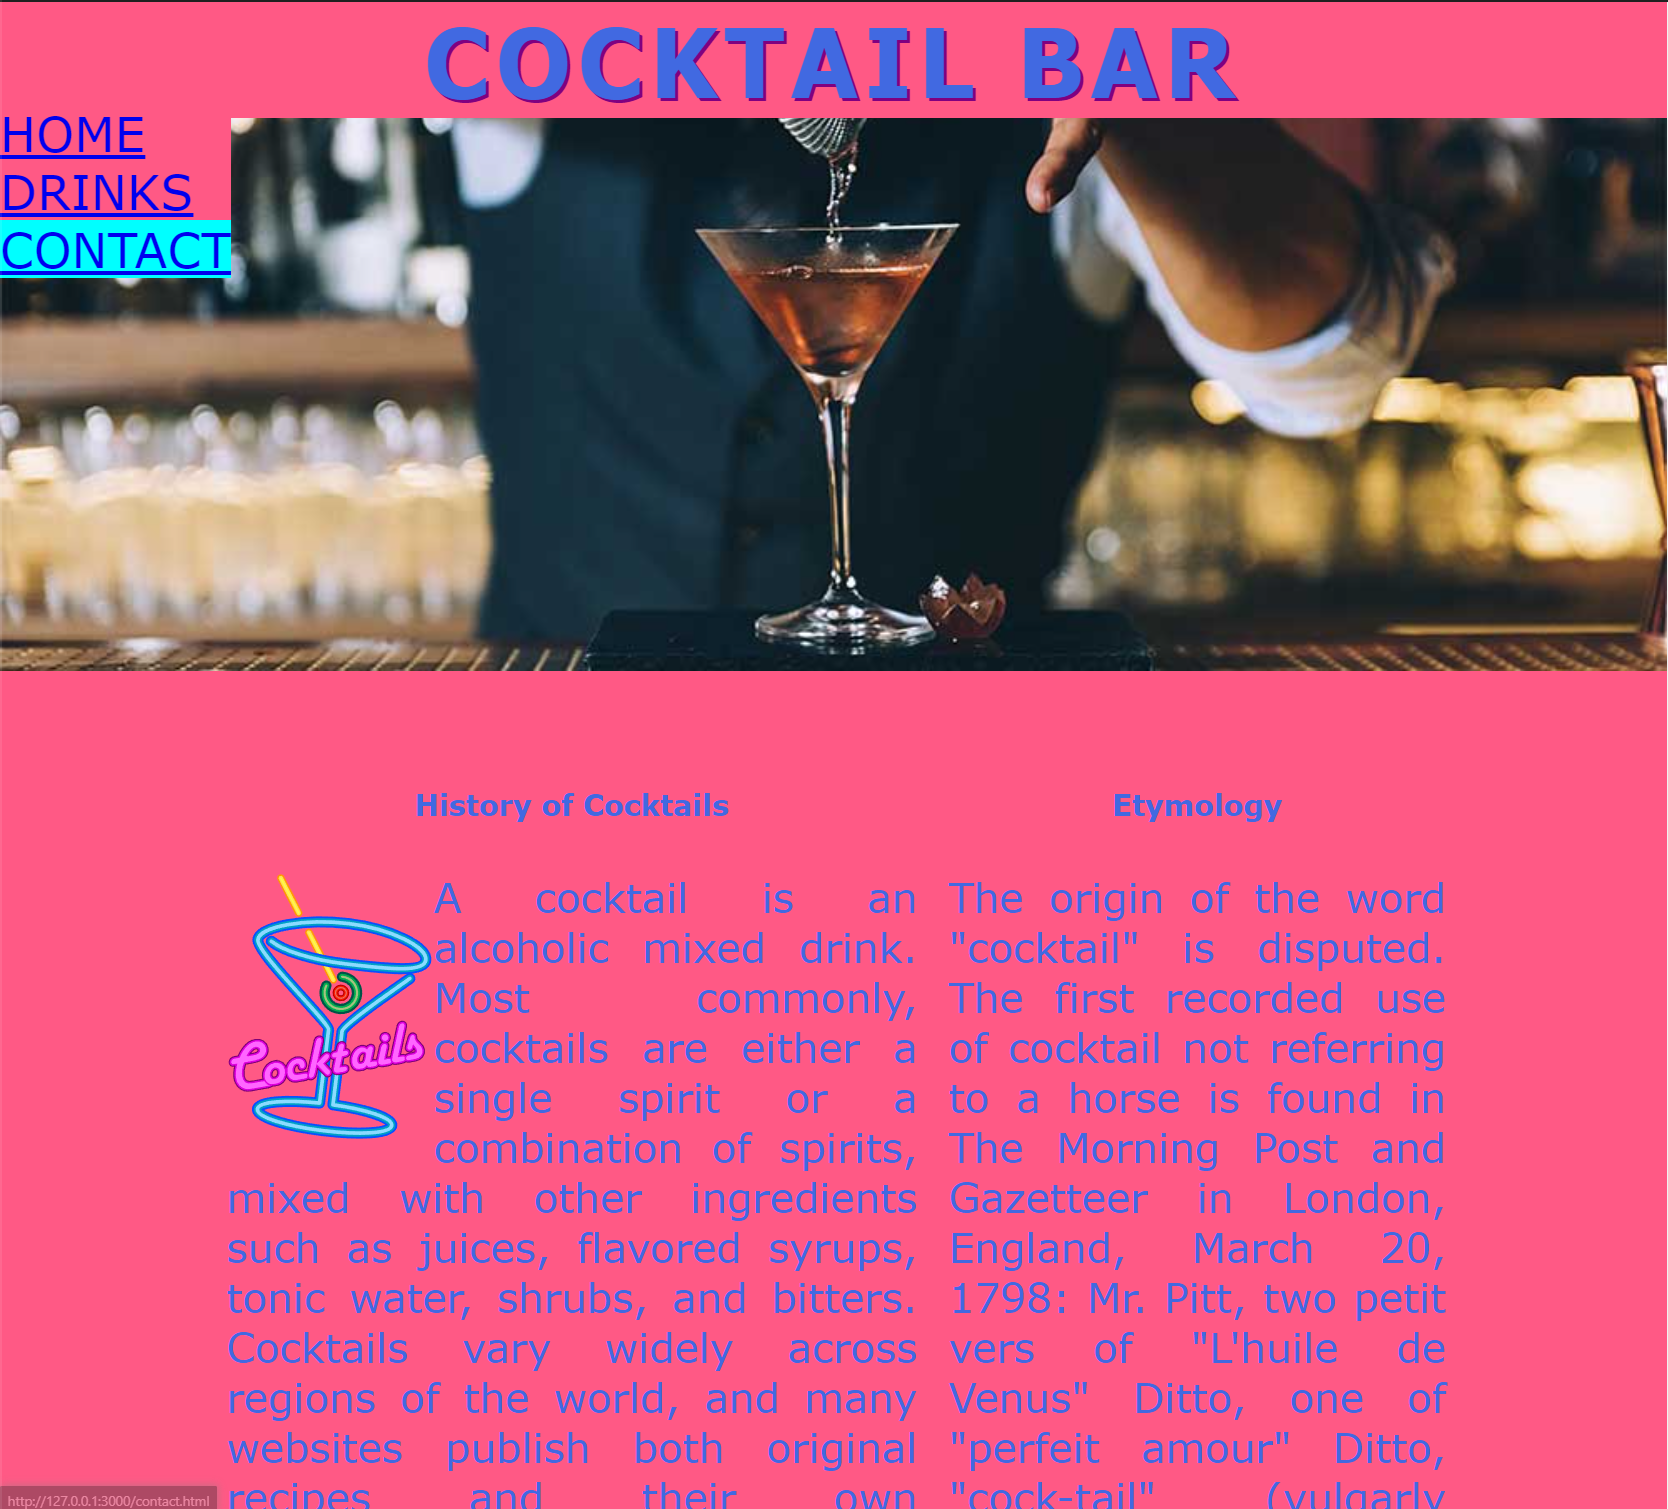 COCKTAIL BAR
HOME
DRINKS
CONTACT
History of Cocktails
Cocktails
A cocktail is an
alcoholic mixed drink.
Most commonly,
cocktails are either a
single spirit or a
combination of spirits,
mixed with other ingredients
such as juices, flavored syrups,
tonic water, shrubs, and bitters.
Cocktails vary widely across
regions of the world, and many
websites publish both original
recipes and their own
Etymology
The origin of the word
"cocktail" is disputed.
The first recorded use
of cocktail not referring
to a horse is found in
The Morning Post and
Gazetteer in London,
England, March 20,
1798: Mr. Pitt, two petit
vers of "L'huile de
Venus" Ditto, one of
"perfeit amour" Ditto,
"cock-tail" (vulgarly
http://127.0.0.1:3000/contact.html